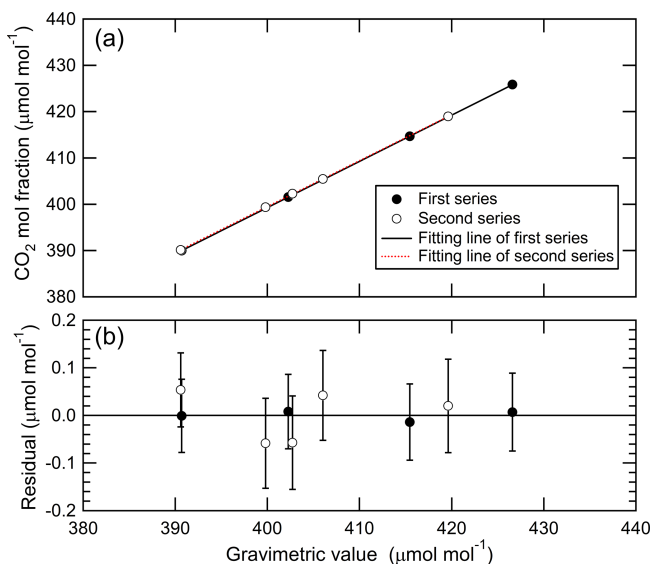 (a)
CO2 mol fraction (μmol mol-1)
440
430
420
410
400
390
380
First series
Second series
Fitting line of first series
Fitting line of second series
(b)
Residual (μmol mol-1)
0.2
0.1
0.0
-0.1
-0.2
380 390 400 410 420 430 440
Gravimetric value (μmol mol-1)